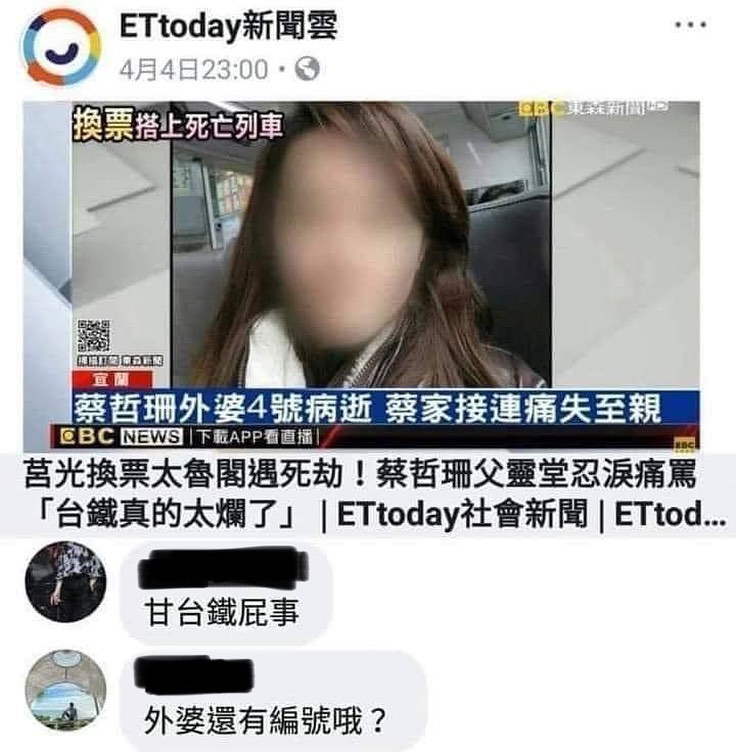 ETtoday新聞雲
4月4日23:00
換票搭上死亡列車
EBC東森新聞HD
掃描訂閱 東森新聞
宜蘭
蔡哲珊外婆4號病逝 蔡家接連痛失至親
EBC NEWS 下載APP看直播
EBC
莒光換票太魯閣遇死劫！蔡哲珊父靈堂忍淚痛罵
「台鐵真的太爛了」 | ETtoday社會新聞 | ETtod...
甘台鐵屁事
外婆還有編號哦？